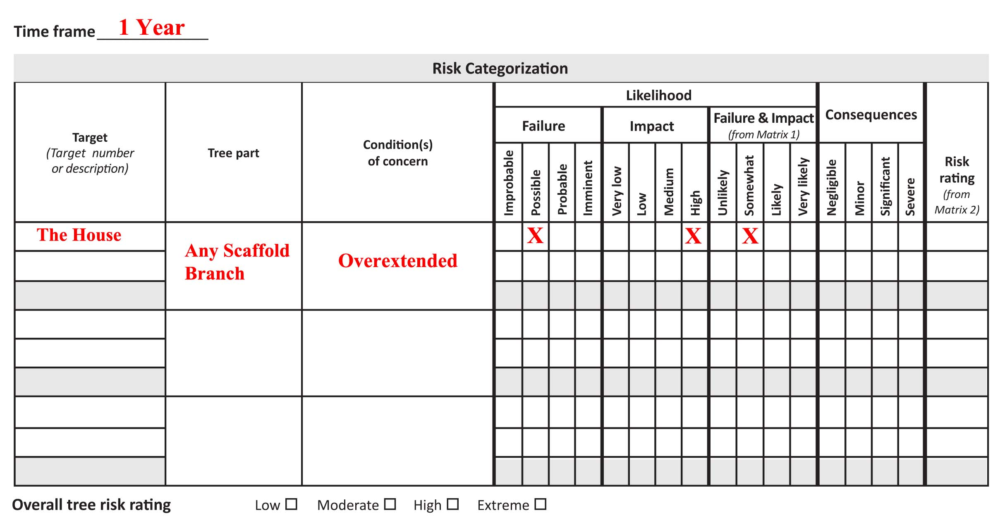 Time frame 1 Year
Risk Categorization
Likelihood
Failure
Impact
Failure & Impact
(from Matrix 1)
Consequences
Target
(Target number
or description)
Tree part
Condition(s)
of concern
Improbable
Possible
Probable
Imminent
Very low
Low
Medium
High
Unlikely
Somewhat
Likely
Very likely
Negligible
Minor
Significant
Severe
Risk
rating
(from
Matrix 2)
The House
Any Scaffold
Branch
Overextended
X X X
Overall tree risk rating Low Moderate High Extreme